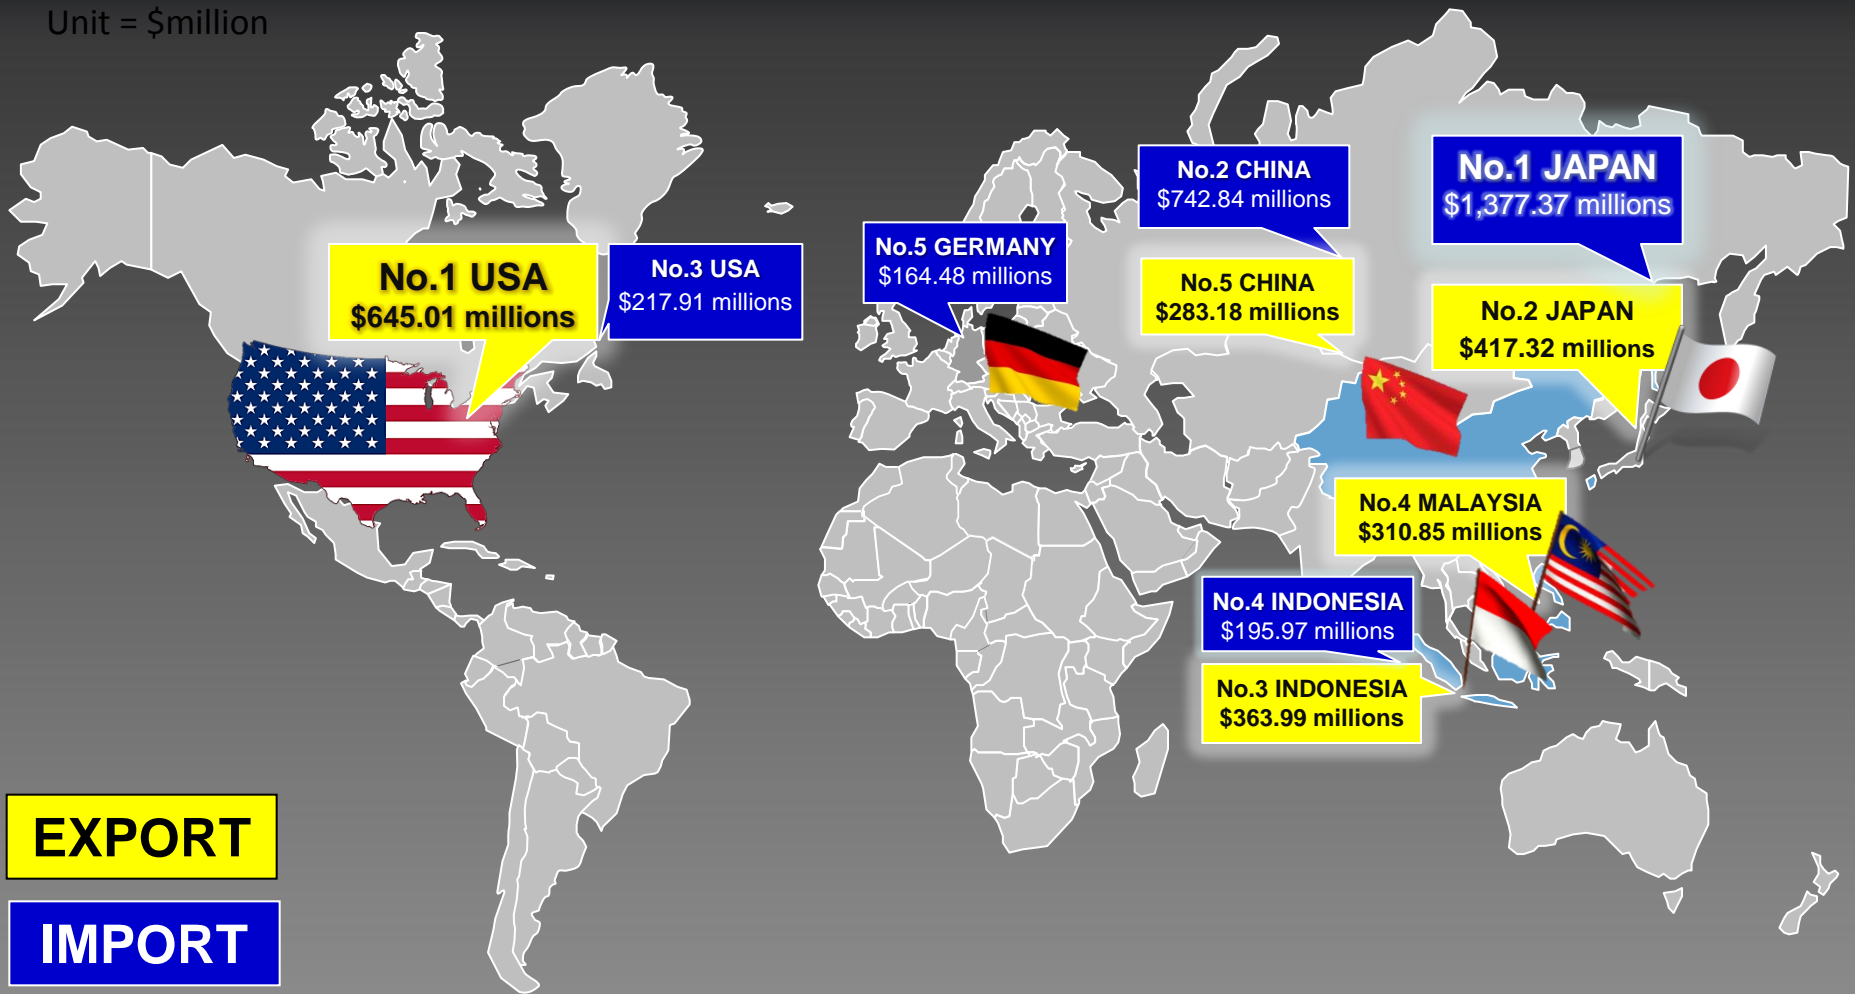 Unit = $million
No.1 JAPAN
$1,377.37 millions
No.2 CHINA
$742.84 millions
No.5 GERMANY
$164.48 millions
No.1 USA
$645.01 millions
No.3 USA
$217.91 millions
No.5 CHINA
$283.18 millions
No.2 JAPAN
$417.32 millions
No.4 MALAYSIA
$310.85 millions
No.4 INDONESIA
$195.97 millions
No.3 INDONESIA
$363.99 millions
EXPORT
IMPORT